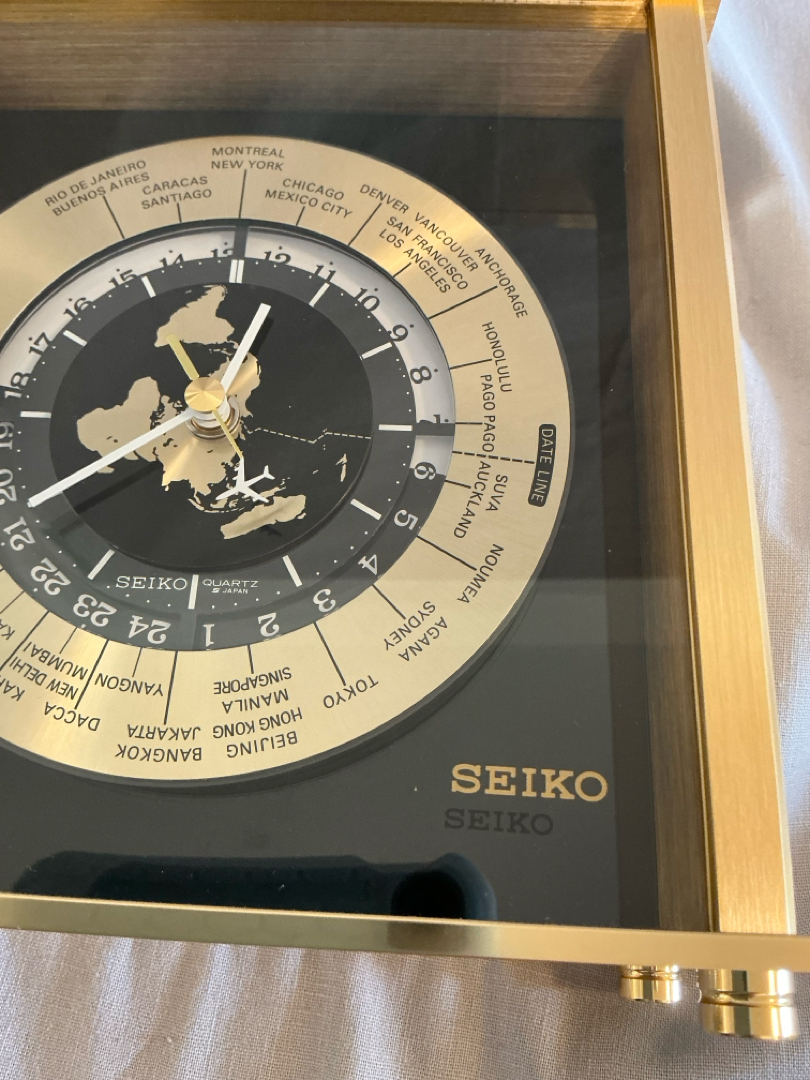 RIO DE JANEIRO
BUENOS AIRES
CARACAS
SANTIAGO
MONTREAL
NEW YORK
CHICAGO
MEXICO CITY
DENVER
VANCOUVER
SAN FRANCISCO
LOS ANGELES
ANCHORAGE
HONOLULU
PAGO PAGO
DATE LINE
SUVA
AUCKLAND
NOUMEA
AGANA
SYDNEY
TOKYO
SINGAPORE
MANILA
HONG KONG
BEIJING
JAKARTA
BANGKOK
YANGON
DACCA
MUMBAI
NEW DELHI
12
11
10
9
8
6
5
4
3
2
1
24
23
22
21
20
19
18
17
16
15
14
13
SEIKO
QUARTZ
S JAPAN
SEIKO
SEIKO